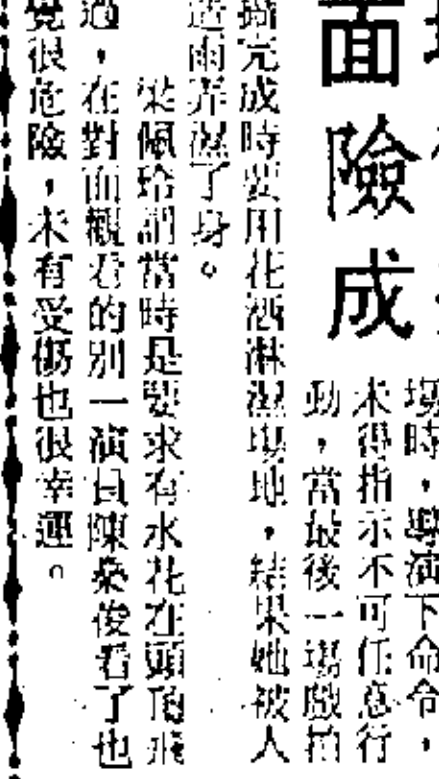 面險成
場時，導演下命令，
未得指示不可任意行
動，當最後一場戲拍
攝完成時要用花洒淋濕場地，結果她被人
造雨弄濕了身。
梁佩玲謂當時是要求有水花在頭頂飛
過，在對面觀看的别一演員陳榮俊看了也
覺很危險，未有受傷也很幸運。